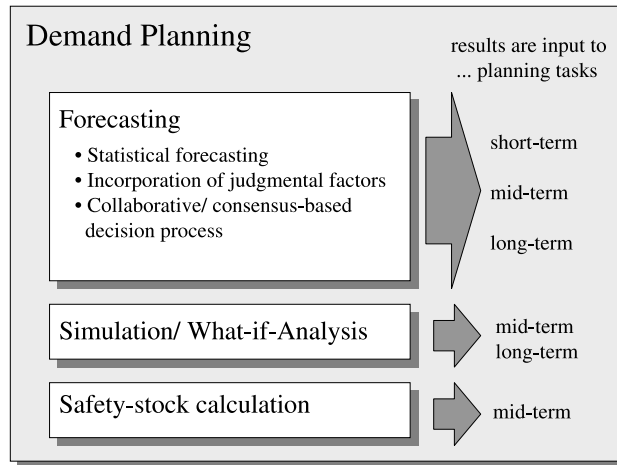 Demand Planning
results are input to
... planning tasks
Forecasting
• Statistical forecasting
• Incorporation of judgmental factors
• Collaborative/ consensus-based
decision process
short-term
mid-term
long-term
Simulation/ What-if-Analysis
mid-term
long-term
Safety-stock calculation
mid-term